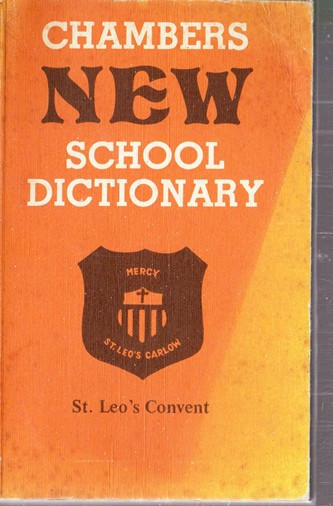 CHAMBERS
NEW
SCHOOL
DICTIONARY
MERCY
ST. LEO'S CARLOW
St. Leo's Convent